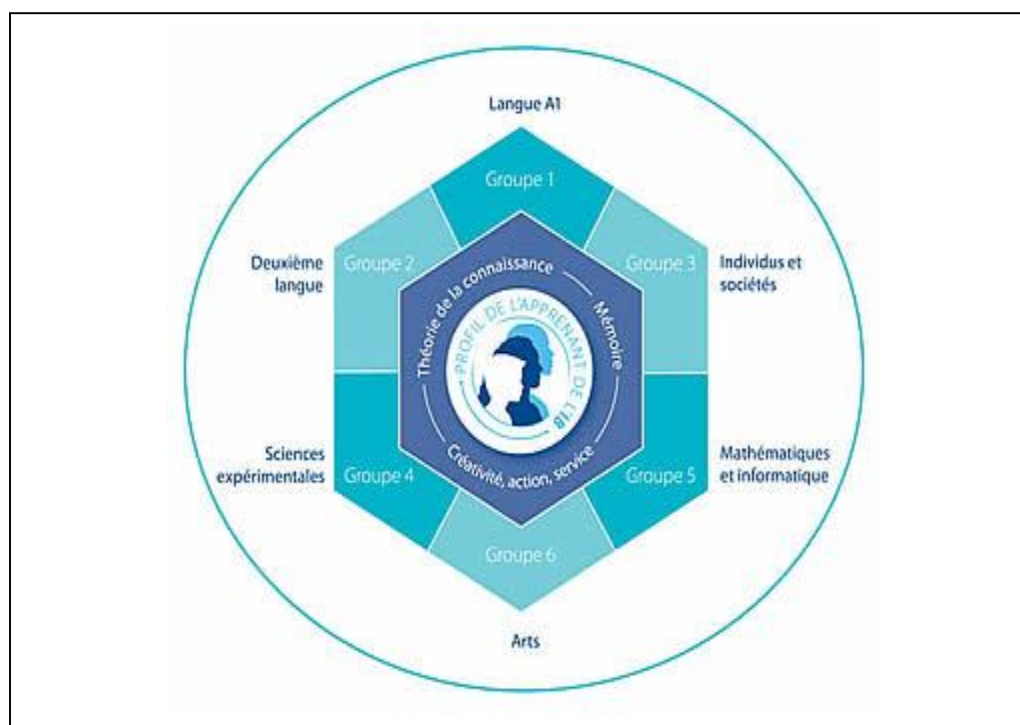 Langue A1
Groupe 1
Deuxième
langue
Groupe 2
Groupe 3
Individus et
sociétés
Théorie de la connaissance
Mémoire
PROFIL DE L'APPRENANT DE L'IB
Créativité, action, service
Sciences
expérimentales
Groupe 4
Groupe 5
Mathématiques
et informatique
Groupe 6
Arts